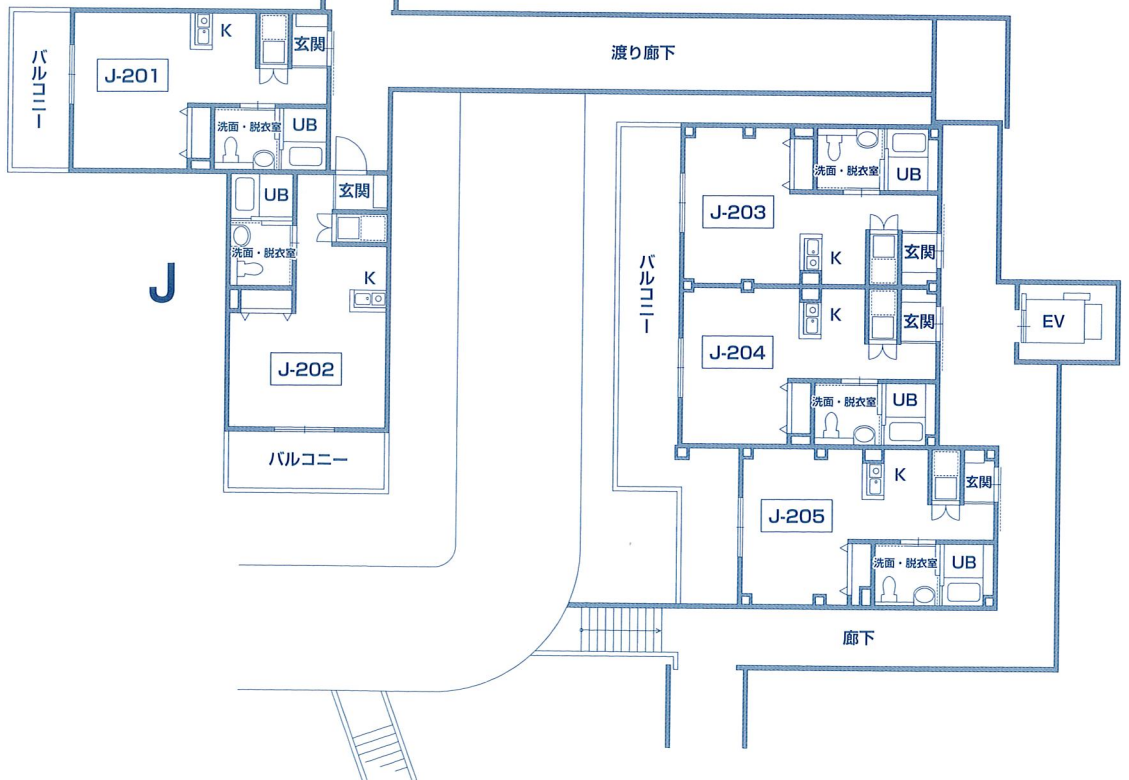 バルコニー
J-201
K
玄関
洗面・脱衣室
UB
渡り廊下
UB
玄関
洗面・脱衣室
K
J-202
バルコニー
J
バルコニー
J-203
洗面・脱衣室
UB
K
玄関
J-204
K
玄関
洗面・脱衣室
UB
EV
J-205
K
玄関
洗面・脱衣室
UB
廊下